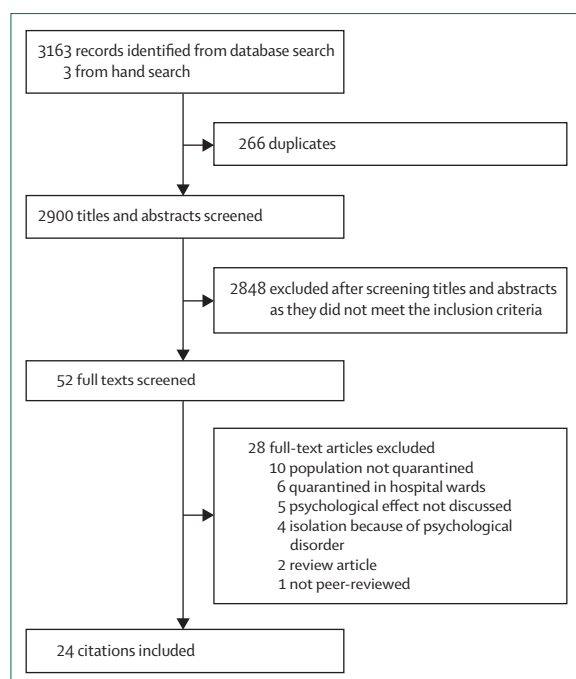 3163 records identified from database search
3 from hand search
266 duplicates
2900 titles and abstracts screened
2848 excluded after screening titles and abstracts
as they did not meet the inclusion criteria
52 full texts screened
28 full-text articles excluded
10 population not quarantined
6 quarantined in hospital wards
5 psychological effect not discussed
4 isolation because of psychological
disorder
2 review article
1 not peer-reviewed
24 citations included